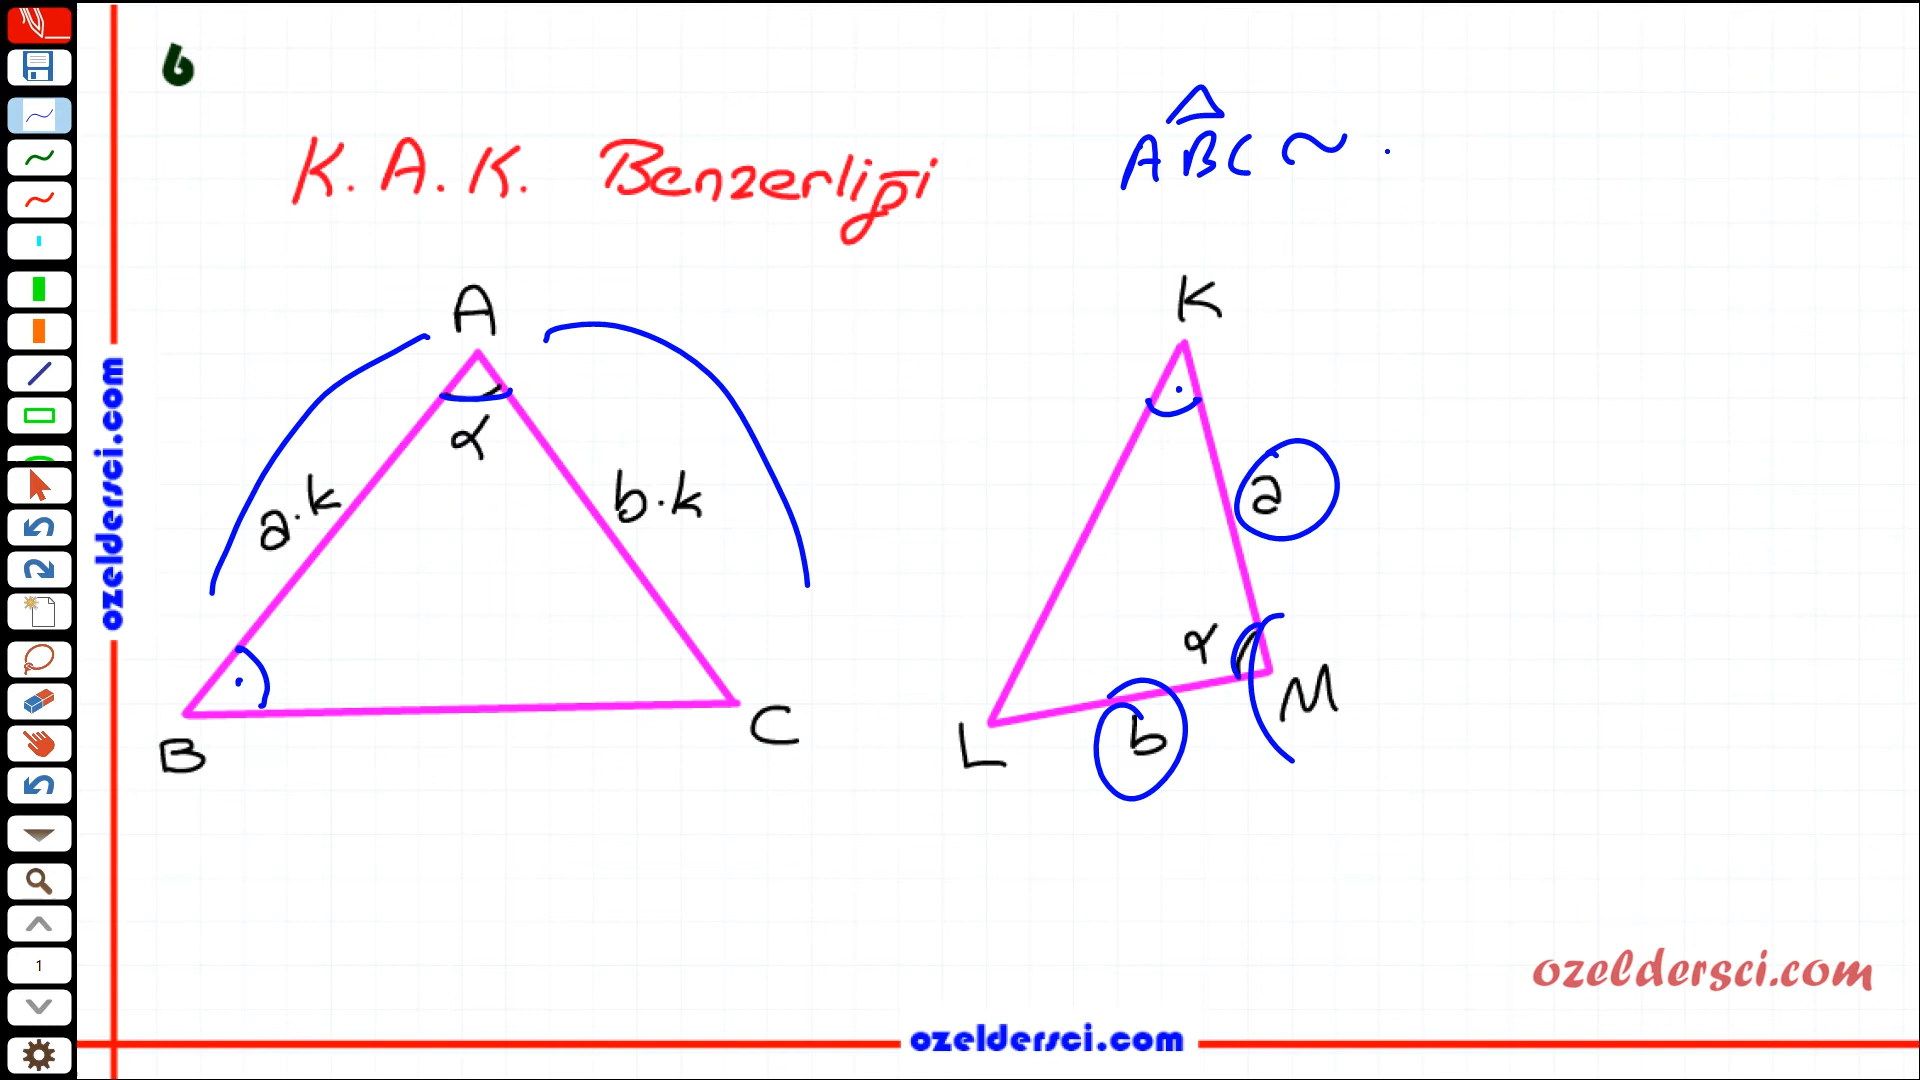 6
K.A.K. Benzerliği
ABC ~
A
α
a.k
b.k
B
C
K
a
α
M
L
b
ozeldersci.com
ozeldersci.com
ozeldersci.com
1